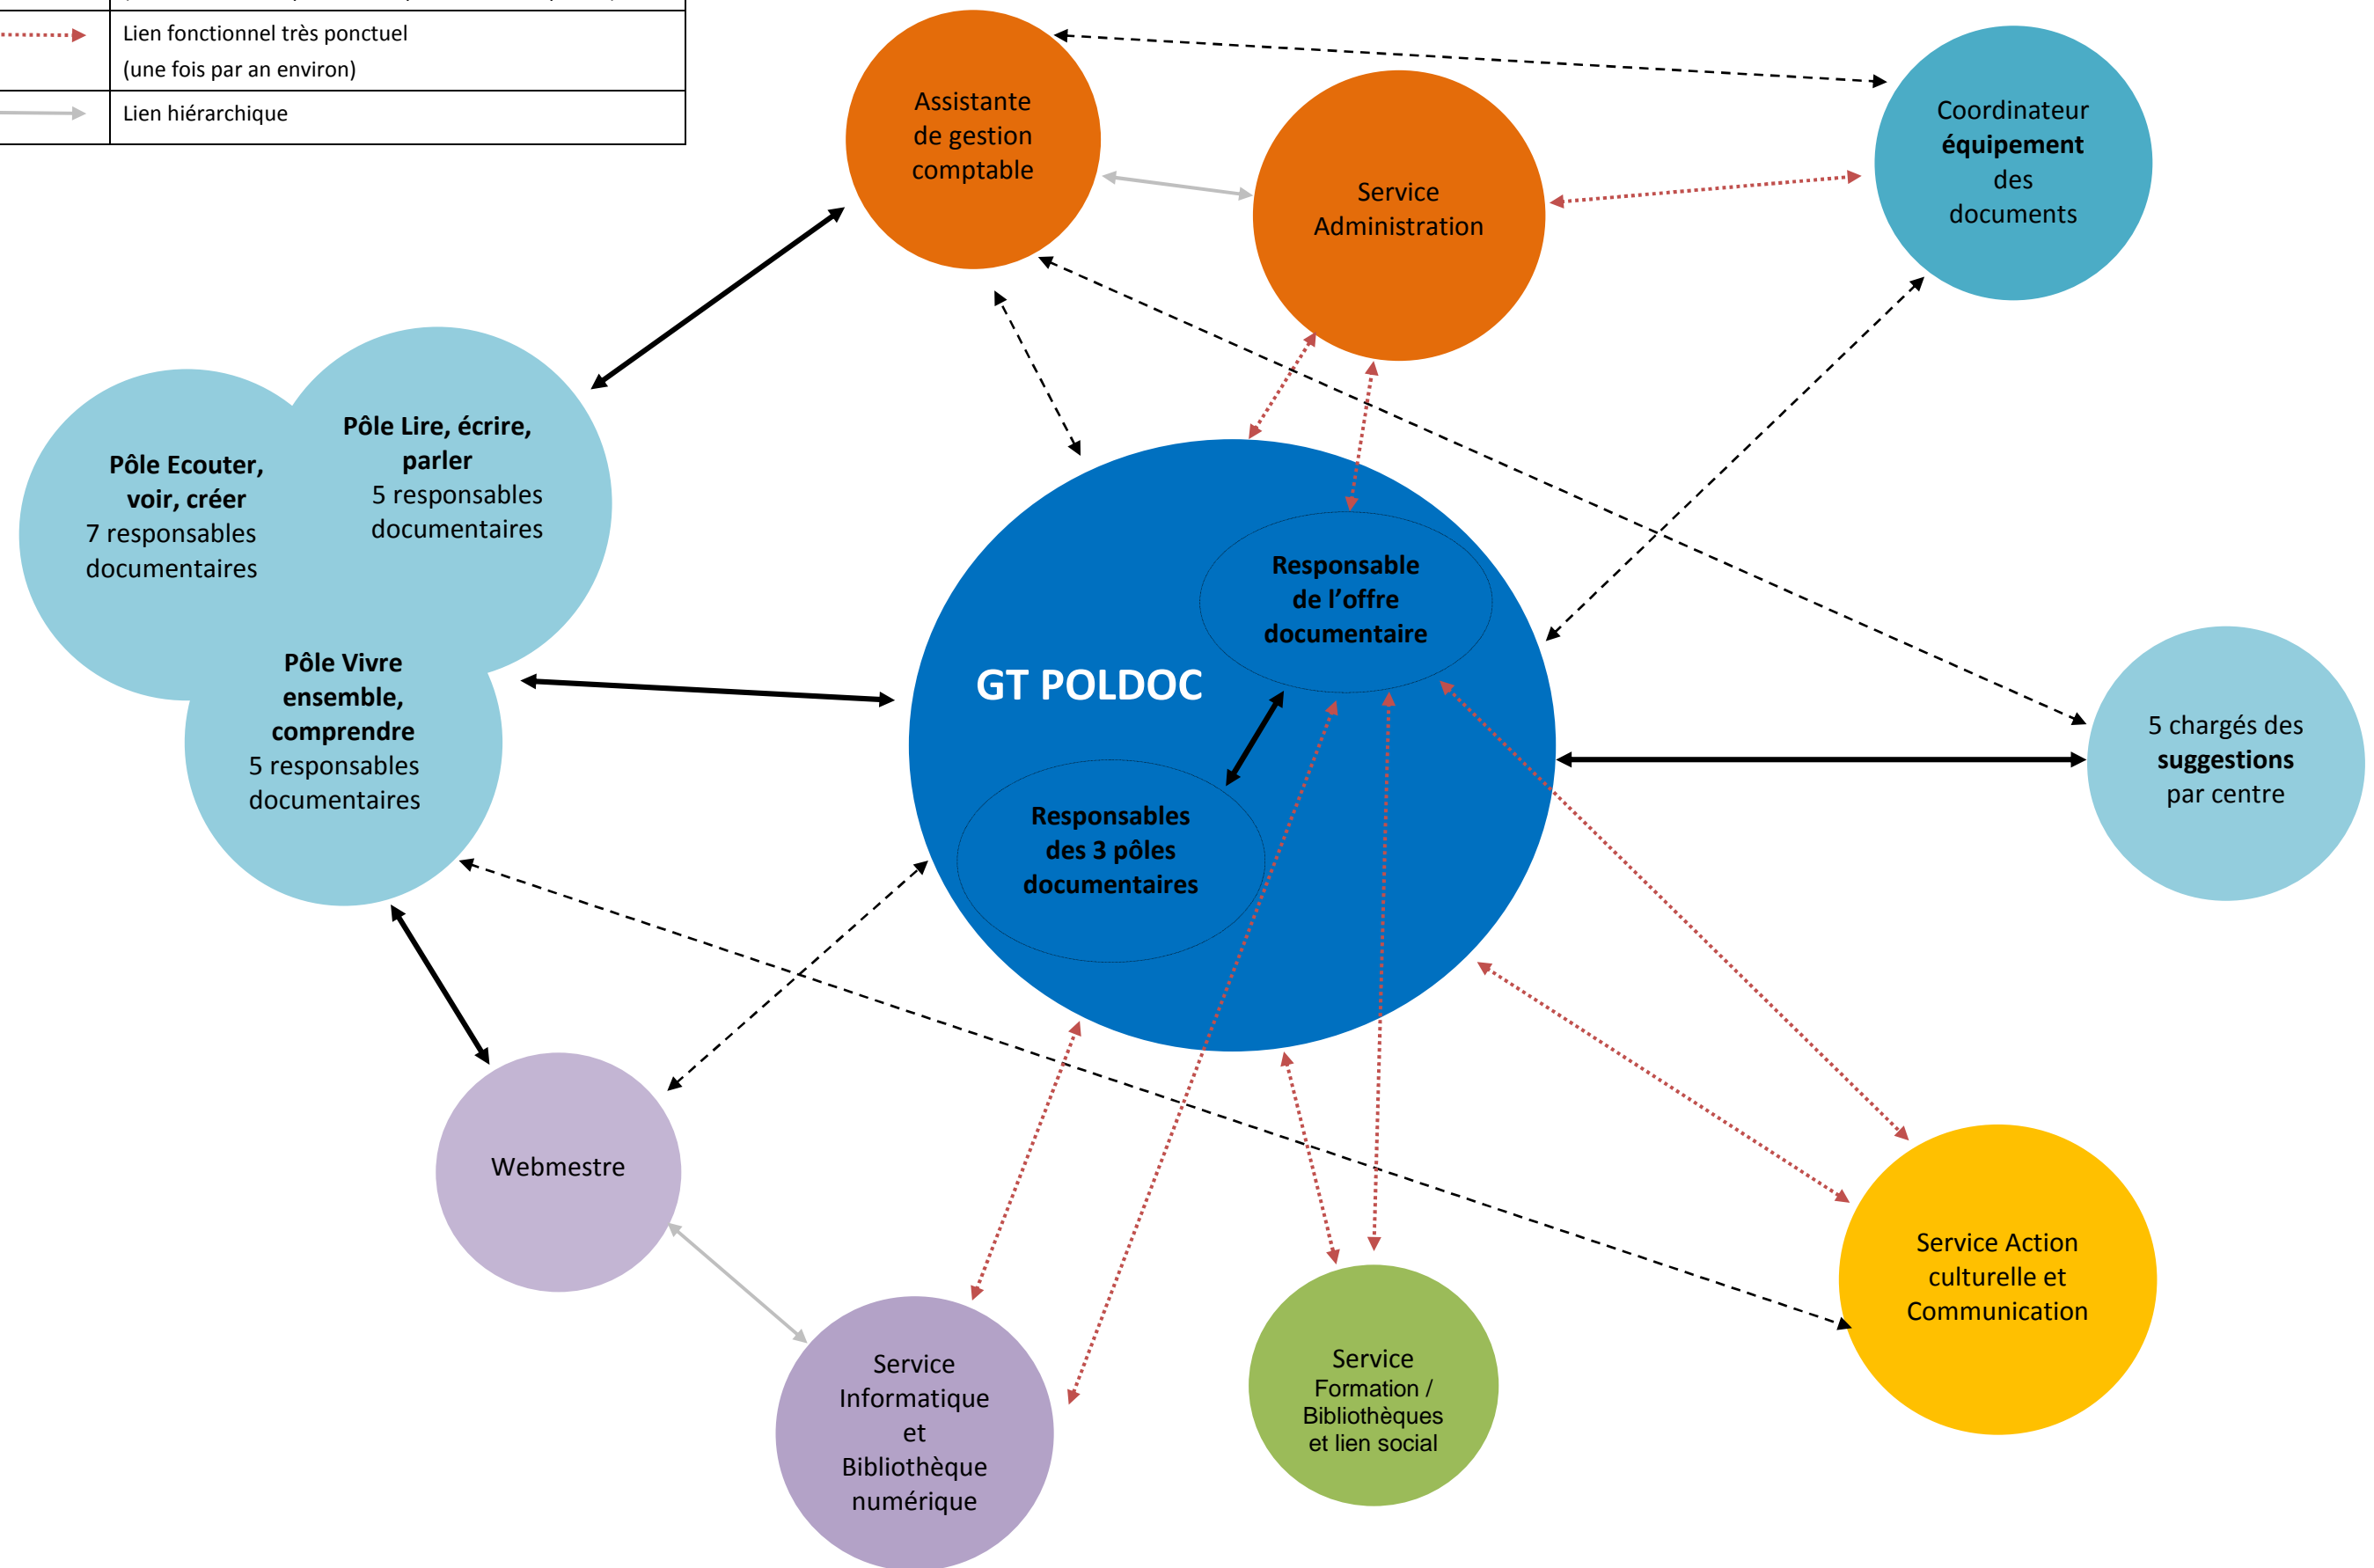 Lien fonctionnel très ponctuel
(une fois par an environ)
Lien hiérarchique
Assistante
de gestion
comptable
Service
Administration
Coordinateur
équipement
des
documents
Pôle Lire, écrire,
parler
5 responsables
documentaires
Pôle Ecouter,
voir, créer
7 responsables
documentaires
Pôle Vivre
ensemble,
comprendre
5 responsables
documentaires
Responsable
de l’offre
documentaire
GT POLDOC
Responsables
des 3 pôles
documentaires
5 chargés des
suggestions
par centre
Webmestre
Service Action
culturelle et
Communication
Service
Informatique
et
Bibliothèque
numérique
Service
Formation /
Bibliothèques
et lien social